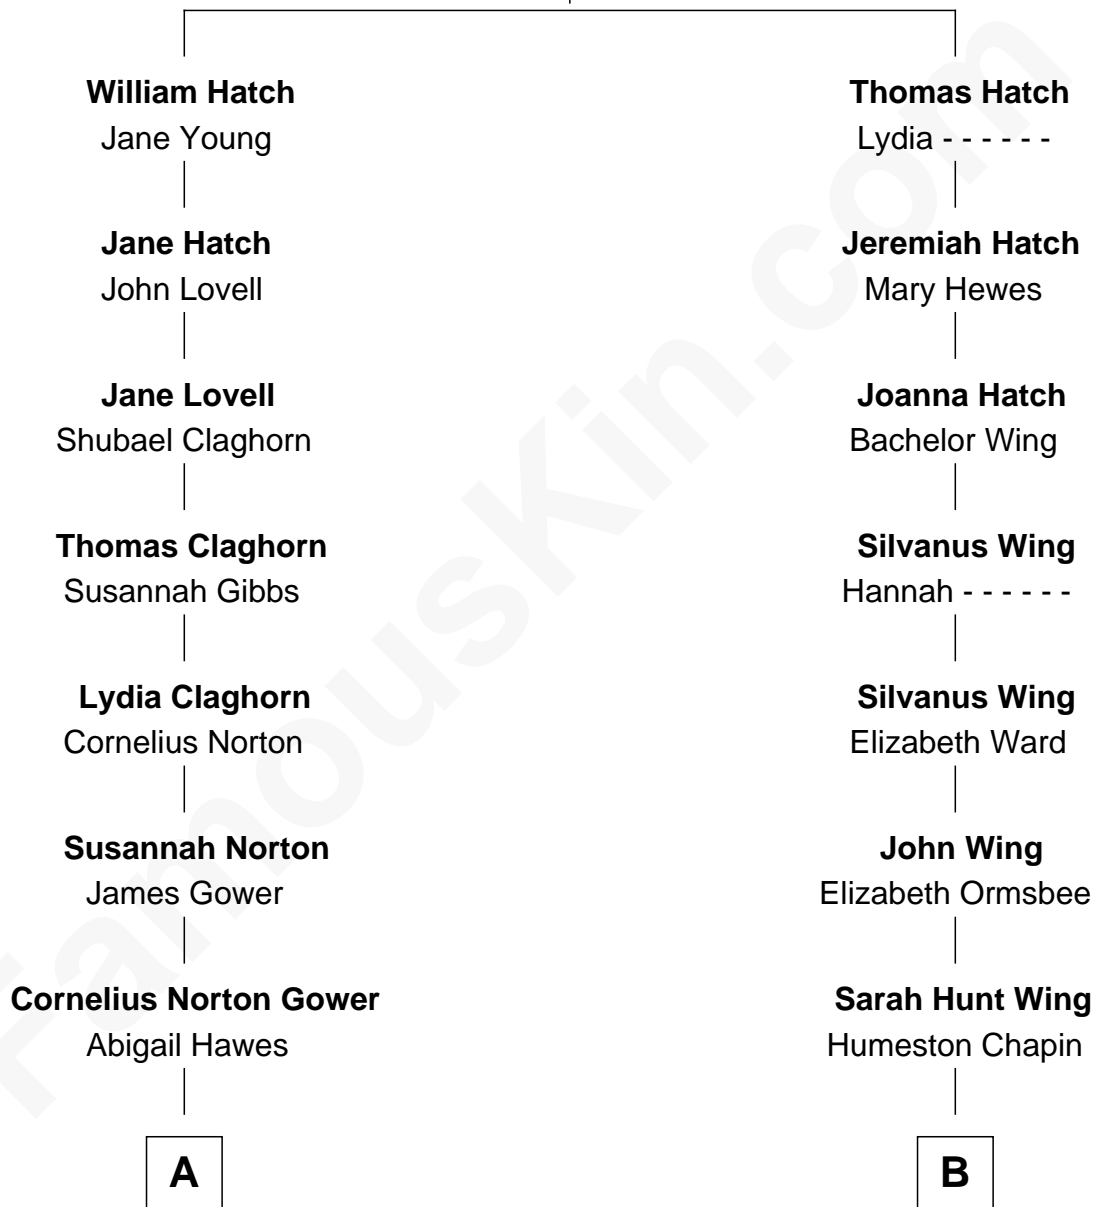 William Hatch
Jane Young
Thomas Hatch
Lydia - - - - - -
Jane Hatch
John Lovell
Jeremiah Hatch
Mary Hewes
Jane Lovell
Shubael Claghorn
Joanna Hatch
Bachelor Wing
Thomas Claghorn
Susannah Gibbs
Silvanus Wing
Hannah - - - - - -
Lydia Claghorn
Cornelius Norton
Silvanus Wing
Elizabeth Ward
Susannah Norton
James Gower
John Wing
Elizabeth Ormsbee
Cornelius Norton Gower
Abigail Hawes
Sarah Hunt Wing
Humeston Chapin
A
B
FamousKin.com